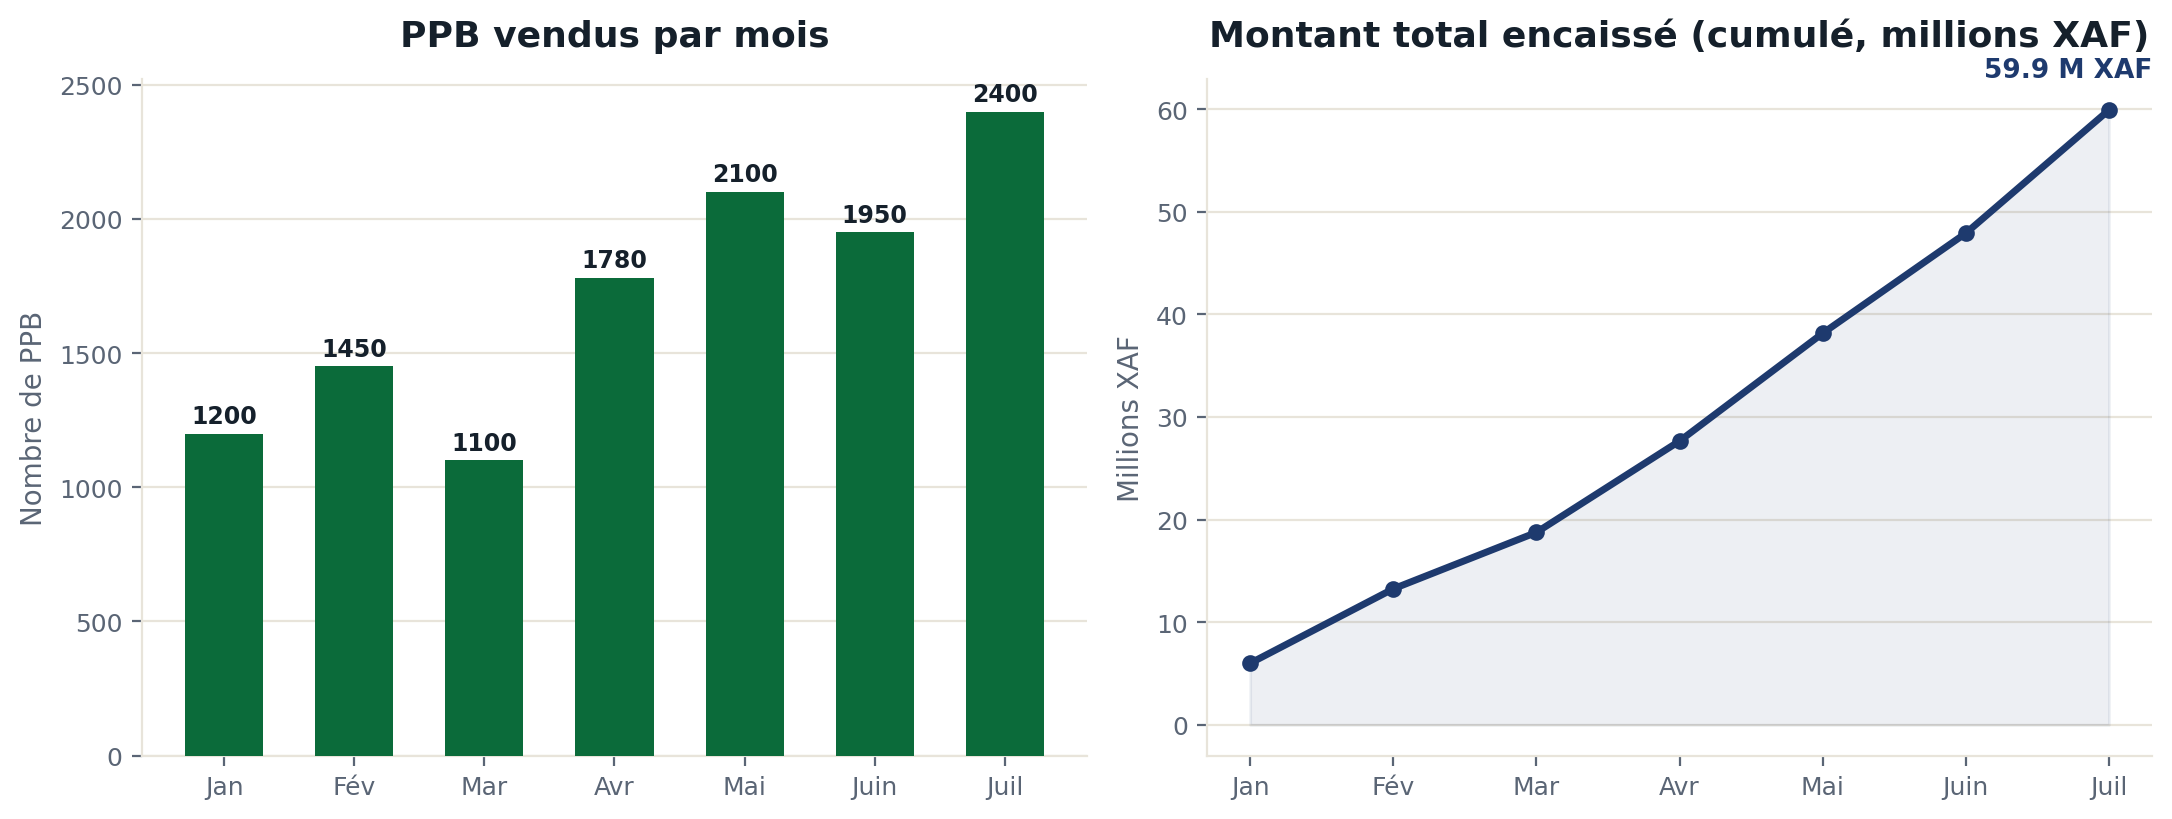 PPB vendus par mois
Nombre de PPB
2500
2000
1500
1000
500
0
1200
1450
1100
1780
2100
1950
2400
Jan Fév Mar Avr Mai Juin Juil
Montant total encaissé (cumulé, millions XAF)
59.9 M XAF
Millions XAF
60
50
40
30
20
10
0
Jan Fév Mar Avr Mai Juin Juil